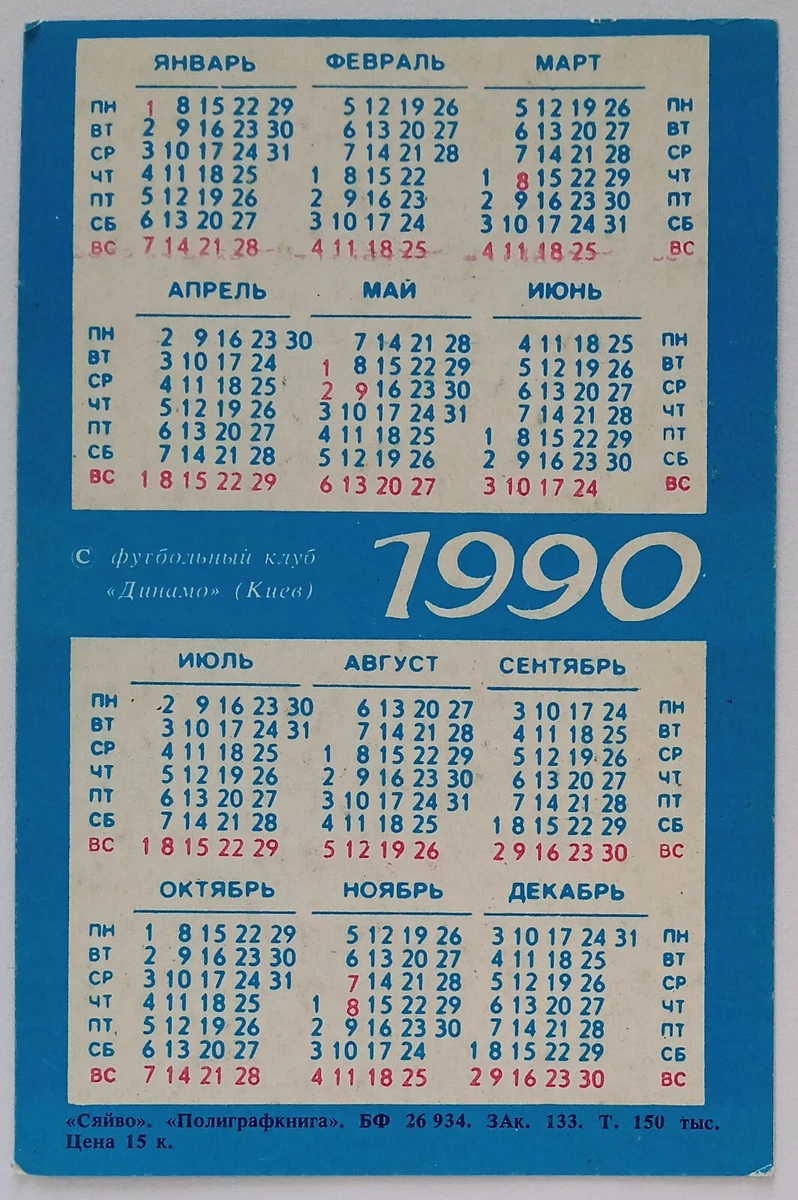 ЯНВАРЬ ФЕВРАЛЬ МАРТ
ПН 1 8 15 22 29 5 12 19 26 5 12 19 26 ПН
ВТ 2 9 16 23 30 6 13 20 27 6 13 20 27 ВТ
СР 3 10 17 24 31 7 14 21 28 7 14 21 28 СР
ЧТ 4 11 18 25 1 8 15 22 1 8 15 22 29 ЧТ
ПТ 5 12 19 26 2 9 16 23 2 9 16 23 30 ПТ
СБ 6 13 20 27 3 10 17 24 3 10 17 24 31 СБ
ВС 7 14 21 28 4 11 18 25 4 11 18 25 ВС
АПРЕЛЬ МАЙ ИЮНЬ
ПН 2 9 16 23 30 7 14 21 28 4 11 18 25 ПН
ВТ 3 10 17 24 1 8 15 22 29 5 12 19 26 ВТ
СР 4 11 18 25 2 9 16 23 30 6 13 20 27 СР
ЧТ 5 12 19 26 3 10 17 24 31 7 14 21 28 ЧТ
ПТ 6 13 20 27 4 11 18 25 1 8 15 22 29 ПТ
СБ 7 14 21 28 5 12 19 26 2 9 16 23 30 СБ
ВС 1 8 15 22 29 6 13 20 27 3 10 17 24 ВС
С футбольный клуб
«Динамо» (Киев)
1990
ИЮЛЬ АВГУСТ СЕНТЯБРЬ
ПН 2 9 16 23 30 6 13 20 27 3 10 17 24 ПН
ВТ 3 10 17 24 31 7 14 21 28 4 11 18 25 ВТ
СР 4 11 18 25 1 8 15 22 29 5 12 19 26 СР
ЧТ 5 12 19 26 2 9 16 23 30 6 13 20 27 ЧТ
ПТ 6 13 20 27 3 10 17 24 31 7 14 21 28 ПТ
СБ 7 14 21 28 4 11 18 25 1 8 15 22 29 СБ
ВС 1 8 15 22 29 5 12 19 26 2 9 16 23 30 ВС
ОКТЯБРЬ НОЯБРЬ ДЕКАБРЬ
ПН 1 8 15 22 29 5 12 19 26 3 10 17 24 31 ПН
ВТ 2 9 16 23 30 6 13 20 27 4 11 18 25 ВТ
СР 3 10 17 24 31 7 14 21 28 5 12 19 26 СР
ЧТ 4 11 18 25 1 8 15 22 29 6 13 20 27 ЧТ
ПТ 5 12 19 26 2 9 16 23 30 7 14 21 28 ПТ
СБ 6 13 20 27 3 10 17 24 1 8 15 22 29 СБ
ВС 7 14 21 28 4 11 18 25 2 9 16 23 30 ВС
«Сяйво». «Полиграфкнига». БФ 26 934. ЗАк. 133. Т. 150 тыс.
Цена 15 к.